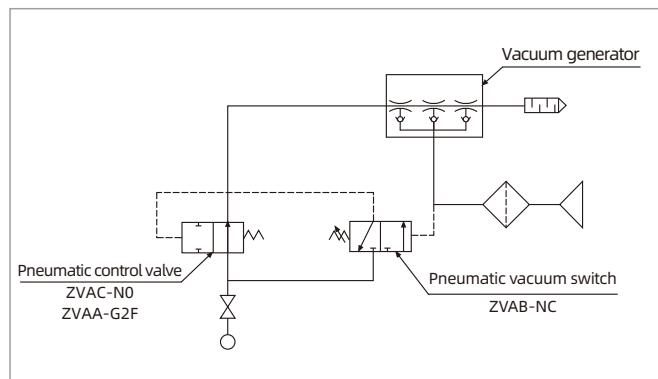 Vacuum generator
Pneumatic control valve
ZVAC-N0
ZVAA-G2F
Pneumatic vacuum switch
ZVAB-NC